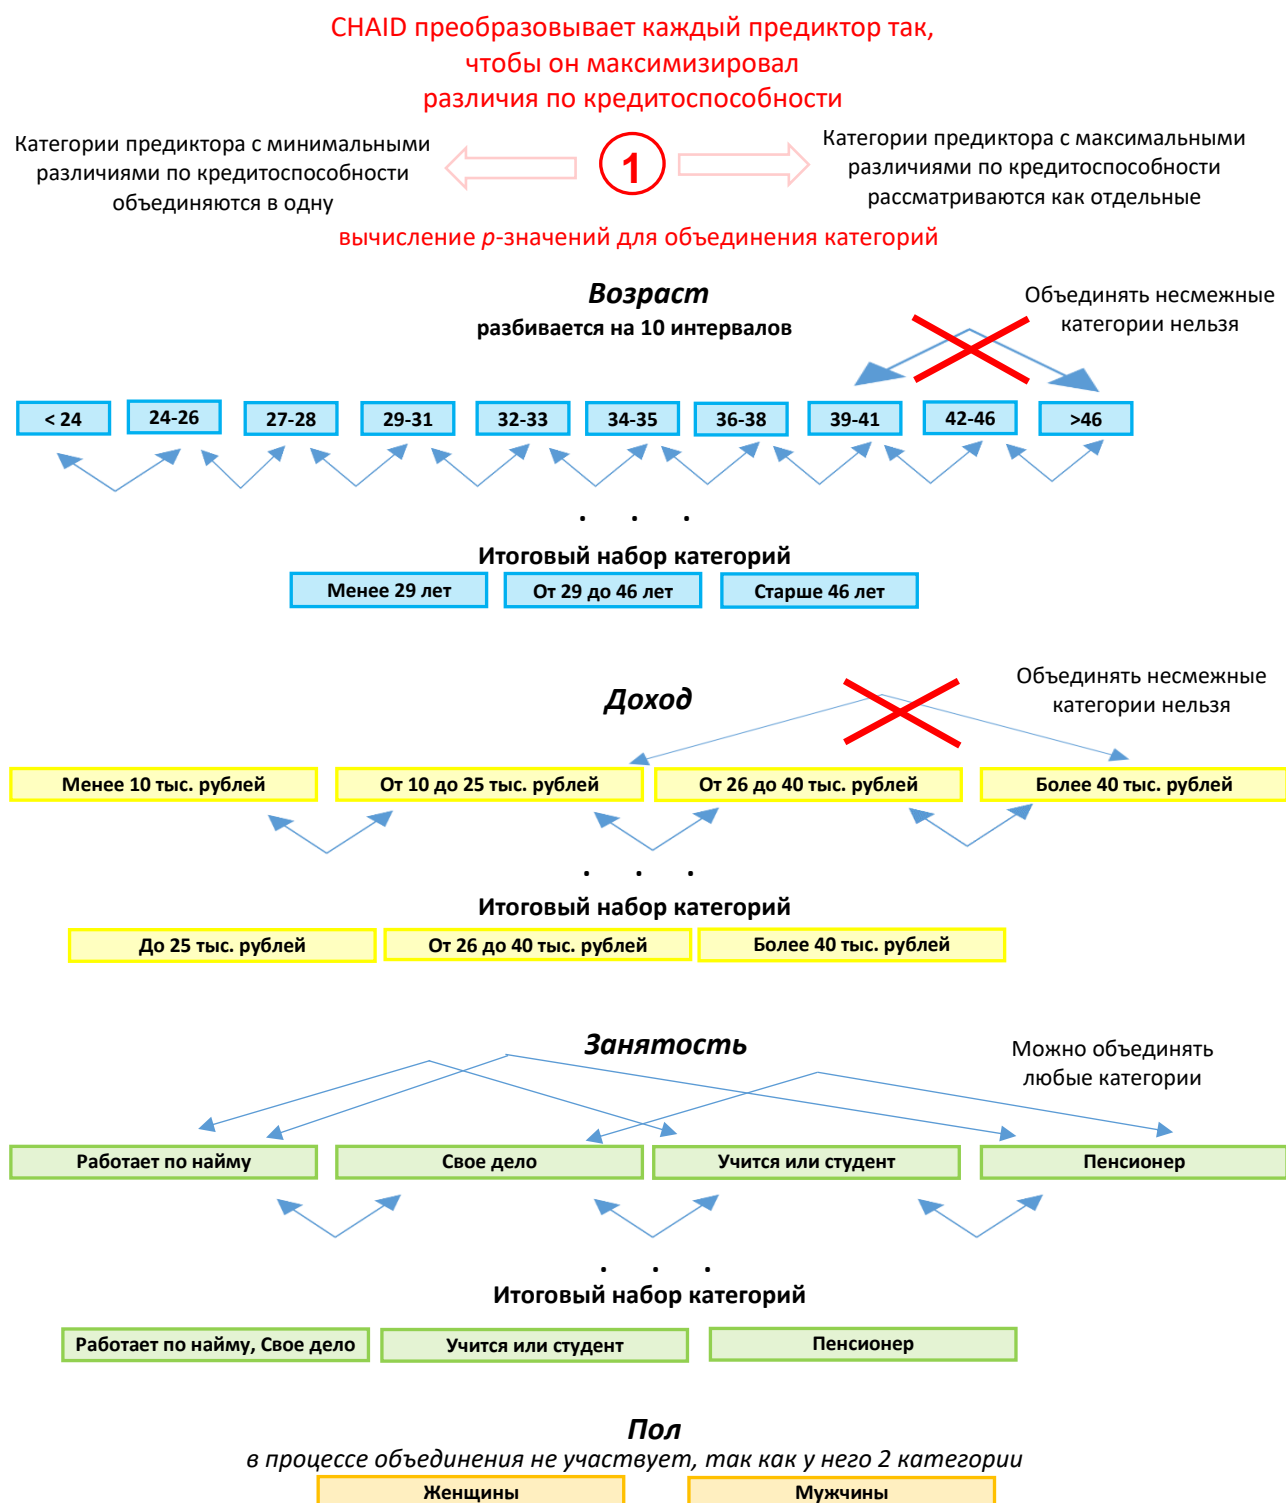 CHAID преобразовывает каждый предиктор так,
чтобы он максимизировал
различия по кредитоспособности
Категории предиктора с минимальными
различиями по кредитоспособности
объединяются в одну
1
Категории предиктора с максимальными
различиями по кредитоспособности
рассматриваются как отдельные
вычисление p-значений для объединения категорий
Возраст
разбивается на 10 интервалов
Объединять несмежные
категории нельзя
< 24
24-26
27-28
29-31
32-33
34-35
36-38
39-41
42-46
>46
. . .
Итоговый набор категорий
Менее 29 лет
От 29 до 46 лет
Старше 46 лет
Доход
Объединять несмежные
категории нельзя
Менее 10 тыс. рублей
От 10 до 25 тыс. рублей
От 26 до 40 тыс. рублей
Более 40 тыс. рублей
. . .
Итоговый набор категорий
До 25 тыс. рублей
От 26 до 40 тыс. рублей
Более 40 тыс. рублей
Занятость
Можно объединять
любые категории
Работает по найму
Свое дело
Учится или студент
Пенсионер
. . .
Итоговый набор категорий
Работает по найму, Свое дело
Учится или студент
Пенсионер
Пол
в процессе объединения не участвует, так как у него 2 категории
Женщины
Мужчины